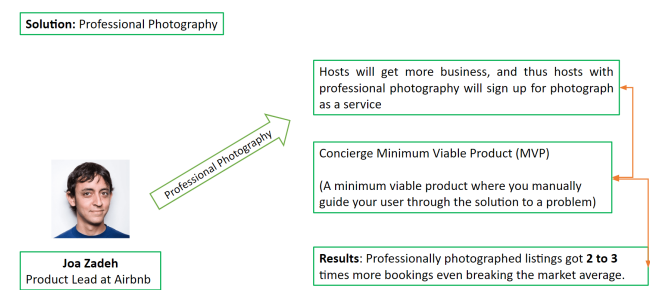 Solution: Professional Photography
Hosts will get more business, and thus hosts with
professional photography will sign up for photograph
as a service
Professional Photography
Concierge Minimum Viable Product (MVP)
(A minimum viable product where you manually
guide your user through the solution to a problem)
Joa Zadeh
Product Lead at Airbnb
Results: Professionally photographed listings got 2 to 3
times more bookings even breaking the market average.